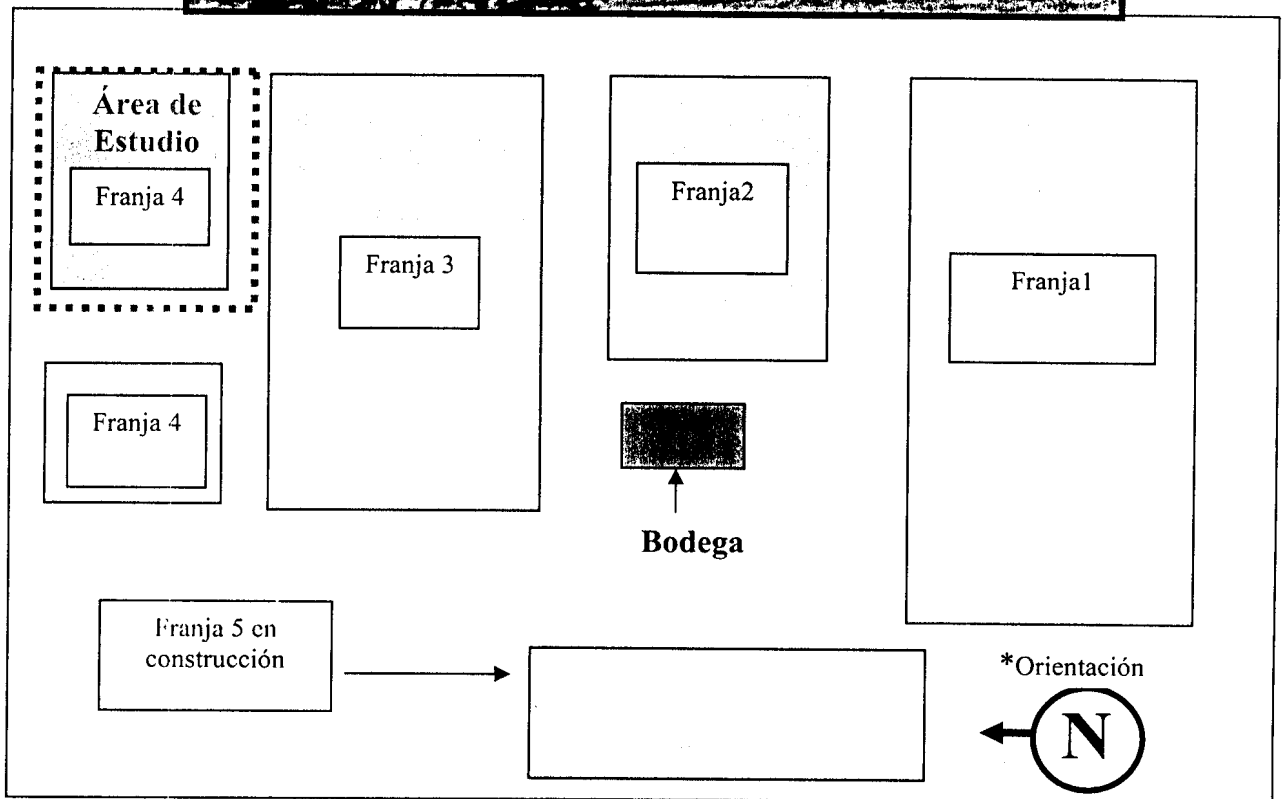 Área de
Estudio
Franja 4
Franja 3
Franja2
Franja1
Franja 4
Bodega
Franja 5 en
construcción
*Orientación
N